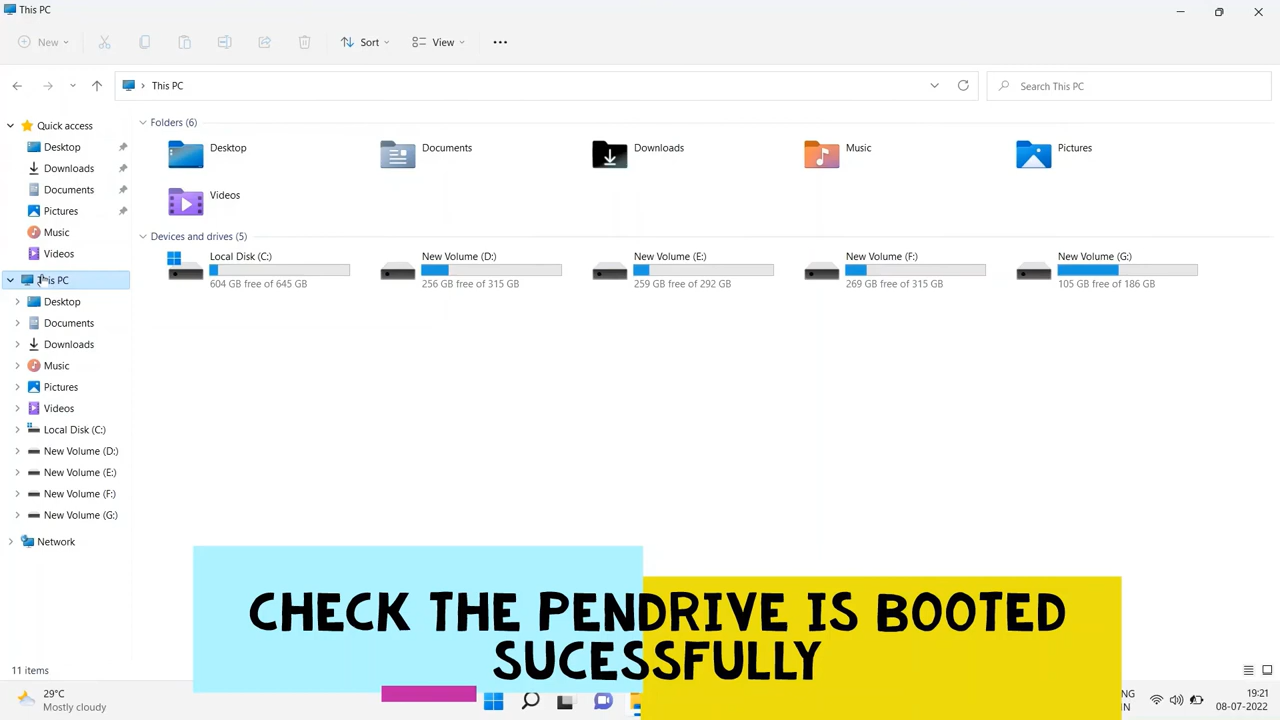 This PC
New
Sort
View
This PC
Search This PC
Quick access
Desktop
Downloads
Documents
Pictures
Music
Videos
This PC
Desktop
Documents
Downloads
Music
Pictures
Videos
Local Disk (C:)
New Volume (D:)
New Volume (E:)
New Volume (F:)
New Volume (G:)
Network
Folders (6)
Desktop
Documents
Downloads
Music
Pictures
Videos
Devices and drives (5)
Local Disk (C:)
604 GB free of 645 GB
New Volume (D:)
256 GB free of 315 GB
New Volume (E:)
259 GB free of 292 GB
New Volume (F:)
269 GB free of 315 GB
New Volume (G:)
105 GB free of 186 GB
CHECK THE PENDRIVE IS BOOTED
SUCESSFULLY
11 items
29°C
Mostly cloudy
19:21
08-07-2022